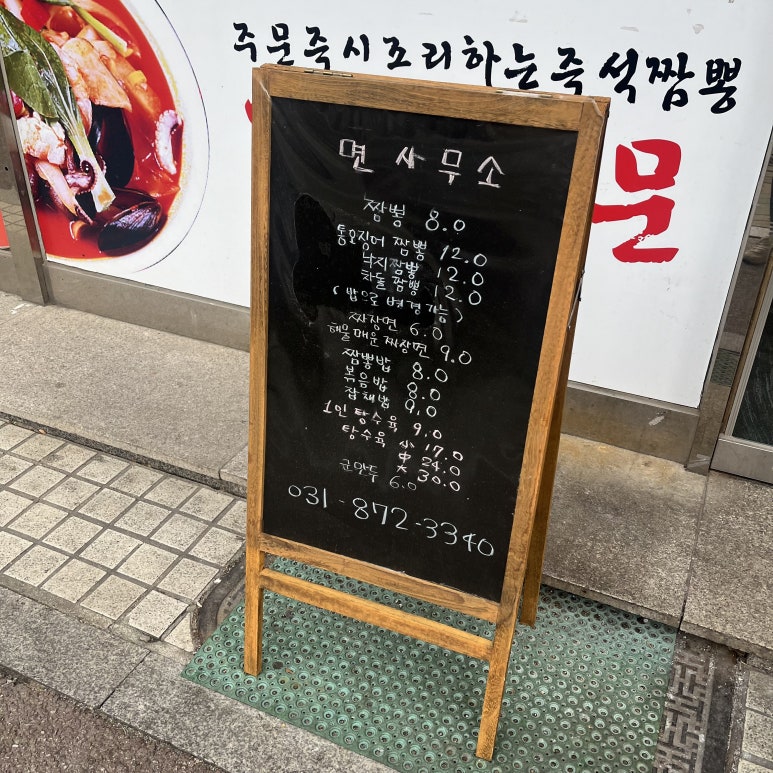 주문즉시조리하는즉석짬뽕
문
면사무소
짬뽕 8.0
통오징어 짬뽕 12.0
낙지짬뽕 12.0
차돌 짬뽕 12.0
(밥으로 변경가능)
짜장면 6.0
해물매운 짜장면 9.0
짬뽕밥 8.0
볶음밥 8.0
잡채밥 9.0
1인 탕수육 9.0
탕수육 小 17.0
中 24.0
大 30.0
군만두 6.0
031-872-3340